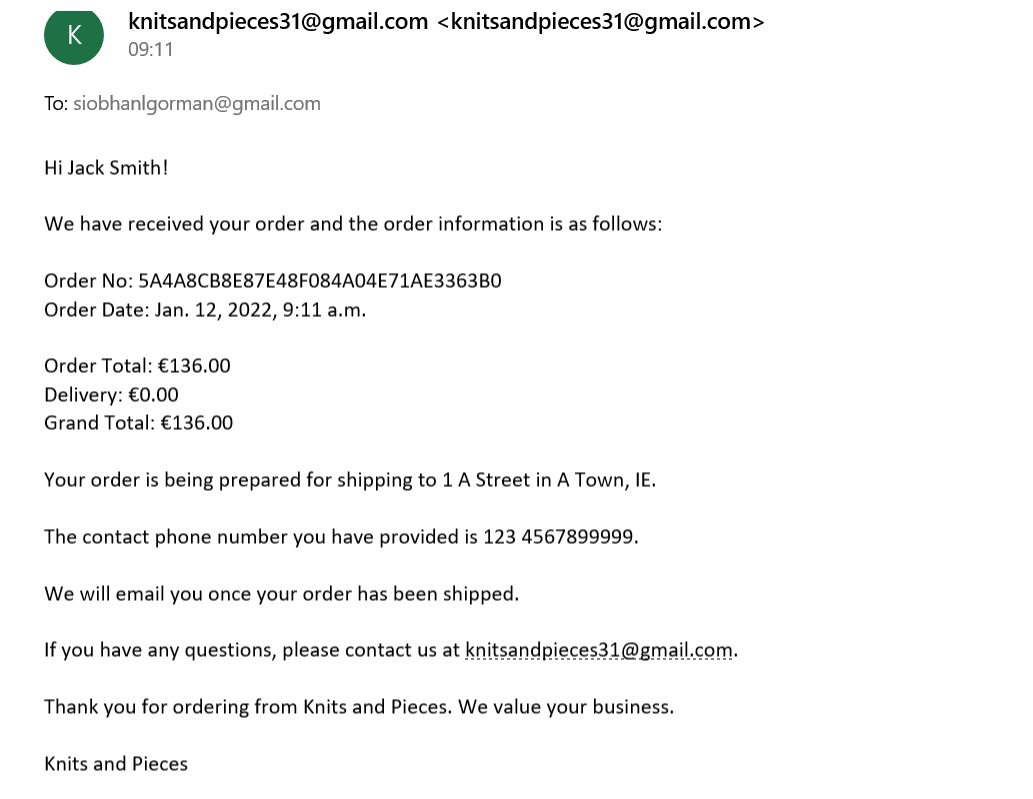 K
knitsandpieces31@gmail.com <knitsandpieces31@gmail.com>
09:11
To: siobhanlgorman@gmail.com
Hi Jack Smith!
We have received your order and the order information is as follows:
Order No: 5A4A8CB8E87E48F084A04E71AE3363B0
Order Date: Jan. 12, 2022, 9:11 a.m.
Order Total: €136.00
Delivery: €0.00
Grand Total: €136.00
Your order is being prepared for shipping to 1 A Street in A Town, IE.
The contact phone number you have provided is 123 4567899999.
We will email you once your order has been shipped.
If you have any questions, please contact us at knitsandpieces31@gmail.com.
Thank you for ordering from Knits and Pieces. We value your business.
Knits and Pieces